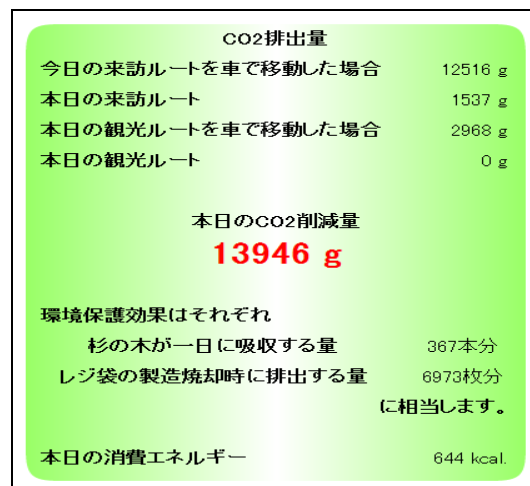 CO2排出量
今日の来訪ルートを車で移動した場合 12516 g
本日の来訪ルート 1537 g
本日の観光ルートを車で移動した場合 2968 g
本日の観光ルート 0 g
本日のCO2削減量
13946 g
環境保護効果はそれぞれ
杉の木が一日に吸収する量 367本分
レジ袋の製造焼却時に排出する量 6973枚分
に相当します。
本日の消費エネルギー 644 kcal.